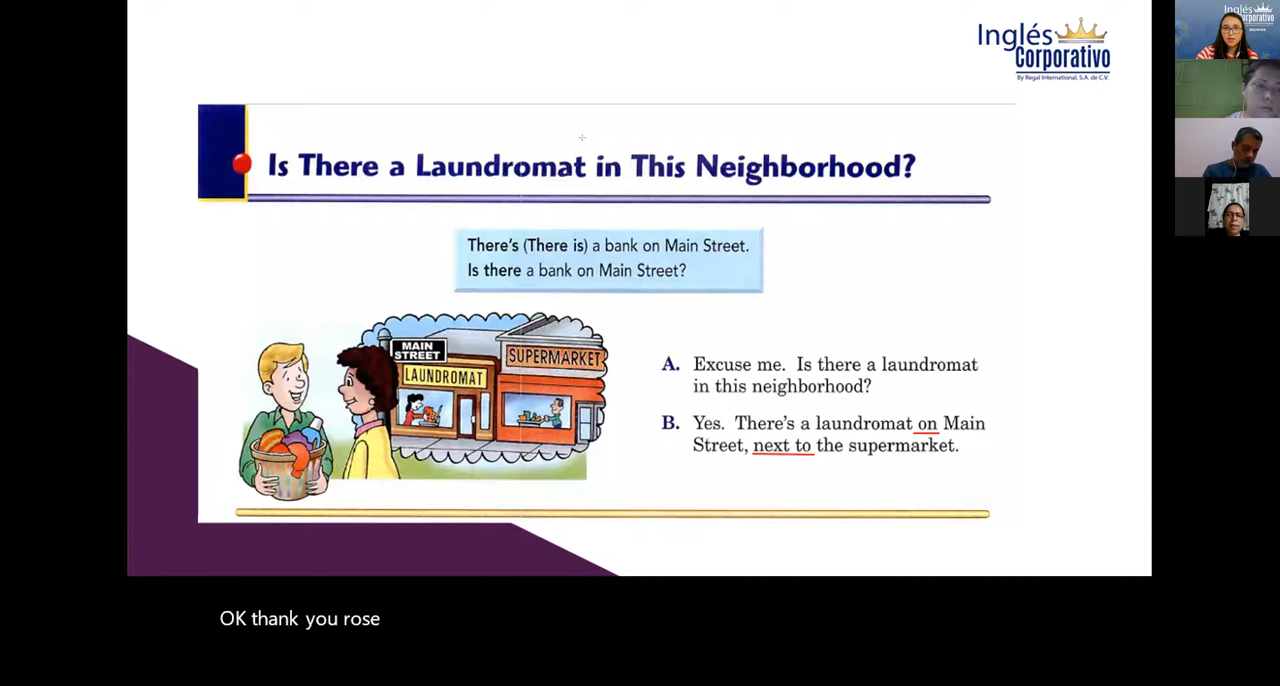 Inglés
Corporativo
By Regal International, S.A. de C.V.
Is There a Laundromat in This Neighborhood?
There's (There is) a bank on Main Street.
Is there a bank on Main Street?
MAIN
STREET
LAUNDROMAT
SUPERMARKET
A. Excuse me. Is there a laundromat
in this neighborhood?
B. Yes. There's a laundromat on Main
Street, next to the supermarket.
OK thank you rose
Inglés